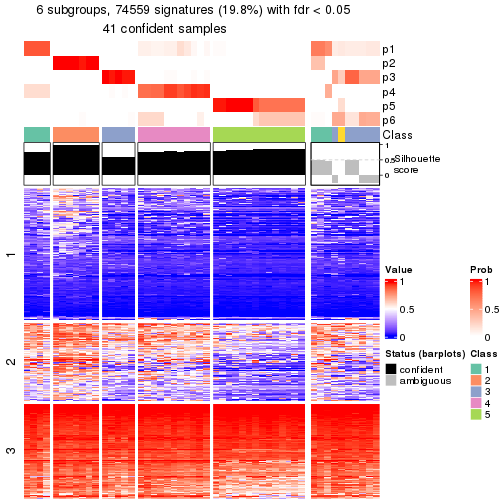 6 subgroups, 74559 signatures (19.8%) with fdr < 0.05
41 confident samples
p1
p2
p3
p4
p5
p6
Class
1
0.5
0
Silhouette
score
1
2
3
Value
1
0.5
0
Prob
1
0.5
0
Status (barplots)
confident
ambiguous
Class
1
2
3
4
5